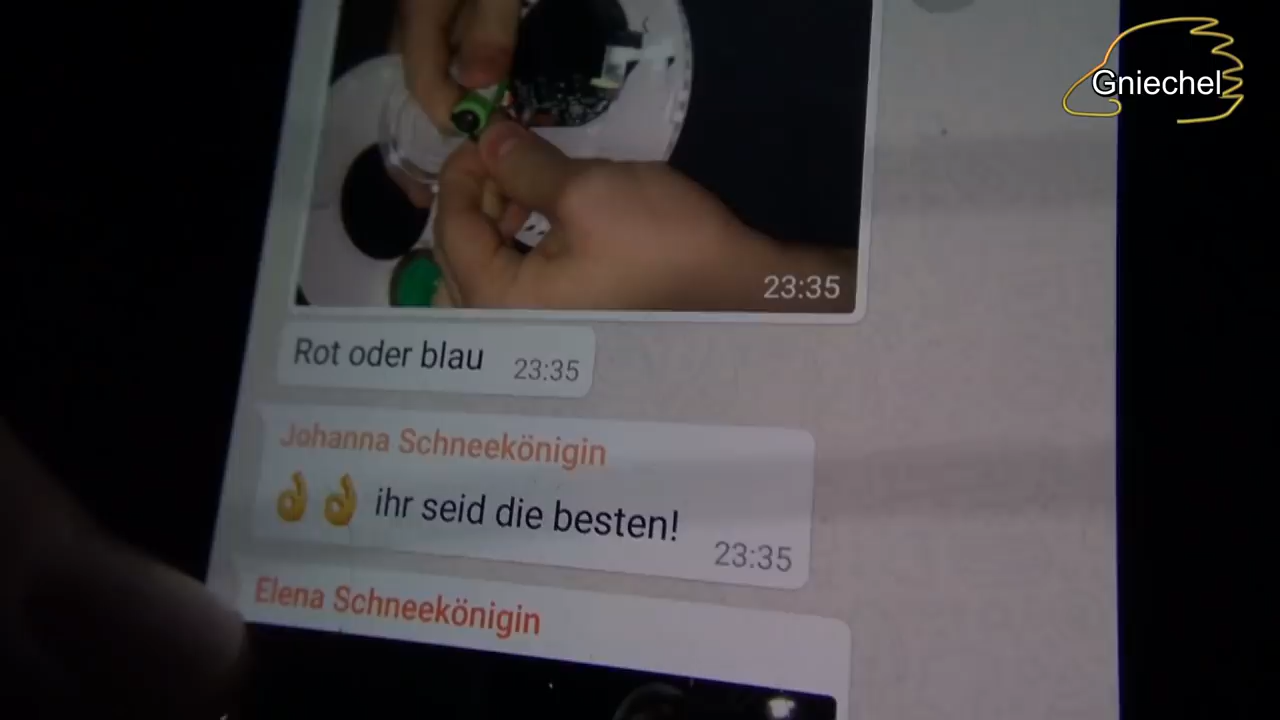 Gniechel
23:35
Rot oder blau 23:35
Johanna Schneekönigin
👌👌 ihr seid die besten!
23:35
Elena Schneekönigin